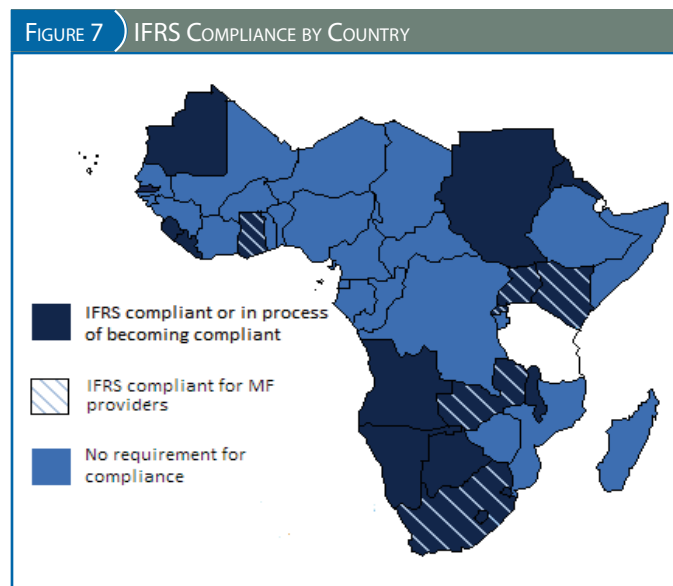 FIGURE 7 IFRS COMPLIANCE BY COUNTRY
IFRS compliant or in process
of becoming compliant
IFRS compliant for MF
providers
No requirement for
compliance